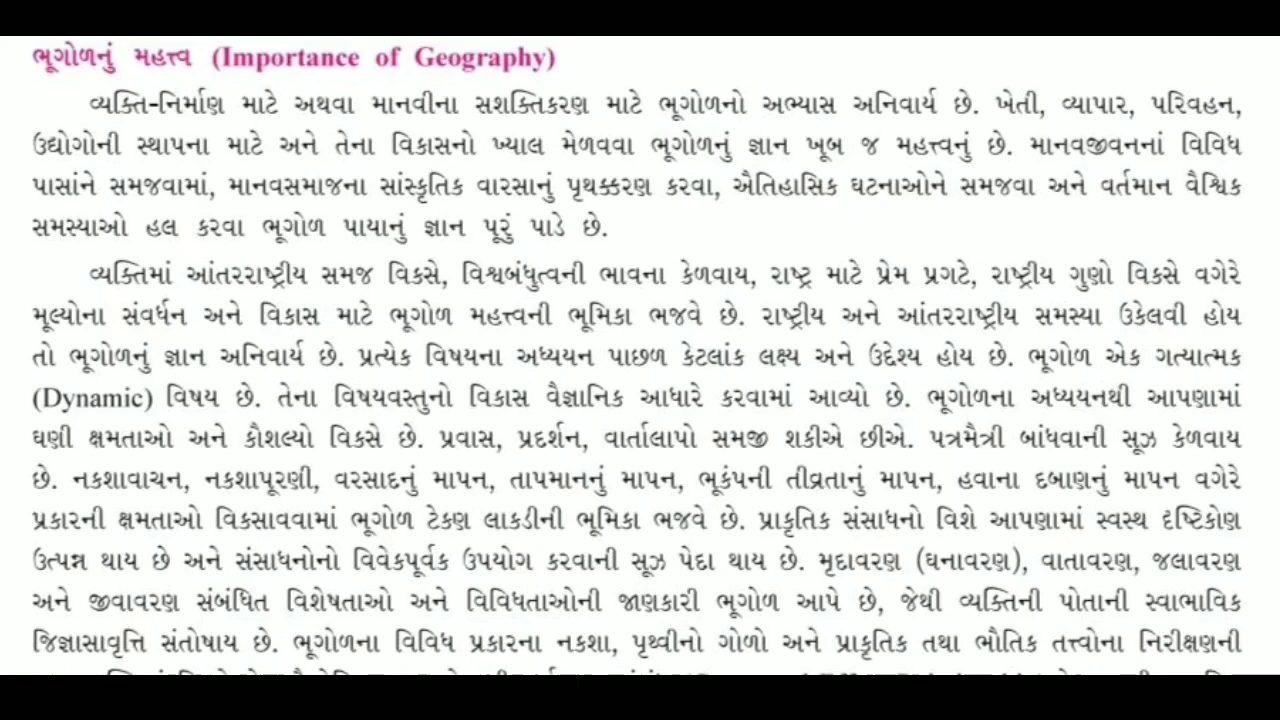 ભૂગોળનું મહત્ત્વ (Importance of Geography)
વ્યક્તિ-નિર્માણ માટે અથવા માનવીના સશક્તિકરણ માટે ભૂગોળનો અભ્યાસ અનિવાર્ય છે. ખેતી, વ્યાપાર, પરિવહન,
ઉદ્યોગોની સ્થાપના માટે અને તેના વિકાસનો ખ્યાલ મેળવવા ભૂગોળનું જ્ઞાન ખૂબ જ મહત્ત્વનું છે. માનવજીવનનાં વિવિધ
પાસાંને સમજવામાં, માનવસમાજના સાંસ્કૃતિક વારસાનું પૃથક્કરણ કરવા, ઐતિહાસિક ઘટનાઓને સમજવા અને વર્તમાન વૈશ્વિક
સમસ્યાઓ હલ કરવા ભૂગોળ પાયાનું જ્ઞાન પૂરું પાડે છે.
વ્યક્તિમાં આંતરરાષ્ટ્રીય સમજ વિકસે, વિશ્વબંધુત્વની ભાવના કેળવાય, રાષ્ટ્ર માટે પ્રેમ પ્રગટે, રાષ્ટ્રીય ગુણો વિકસે વગેરે
મૂલ્યોના સંવર્ધન અને વિકાસ માટે ભૂગોળ મહત્ત્વની ભૂમિકા ભજવે છે. રાષ્ટ્રીય અને આંતરરાષ્ટ્રીય સમસ્યા ઉકેલવી હોય
તો ભૂગોળનું જ્ઞાન અનિવાર્ય છે. પ્રત્યેક વિષયના અધ્યયન પાછળ કેટલાંક લક્ષ્ય અને ઉદ્દેશ્ય હોય છે. ભૂગોળ એક ગત્યાત્મક
(Dynamic) વિષય છે. તેના વિષયવસ્તુનો વિકાસ વૈજ્ઞાનિક આધારે કરવામાં આવ્યો છે. ભૂગોળના અધ્યયનથી આપણામાં
ઘણી ક્ષમતાઓ અને કૌશલ્યો વિકસે છે. પ્રવાસ, પ્રદર્શન, વાર્તાલાપો સમજી શકીએ છીએ. પત્રમૈત્રી બાંધવાની સૂઝ કેળવાય
છે. નકશાવાચન, નકશાપૂરણી, વરસાદનું માપન, તાપમાનનું માપન, ભૂકંપની તીવ્રતાનું માપન, હવાના દબાણનું માપન વગેરે
પ્રકારની ક્ષમતાઓ વિકસાવવામાં ભૂગોળ ટેકણ લાકડીની ભૂમિકા ભજવે છે. પ્રાકૃતિક સંસાધનો વિશે આપણામાં સ્વસ્થ દૃષ્ટિકોણ
ઉત્પન્ન થાય છે અને સંસાધનોનો વિવેકપૂર્વક ઉપયોગ કરવાની સૂઝ પેદા થાય છે. મૃદાવરણ (ઘનાવરણ), વાતાવરણ, જલાવરણ
અને જીવાવરણ સંબંધિત વિશેષતાઓ અને વિવિધતાઓની જાણકારી ભૂગોળ આપે છે, જેથી વ્યક્તિની પોતાની સ્વાભાવિક
જિજ્ઞાસાવૃત્તિ સંતોષાય છે. ભૂગોળના વિવિધ પ્રકારના નકશા, પૃથ્વીનો ગોળો અને પ્રાકૃતિક તથા ભૌતિક તત્ત્વોના નિરીક્ષણની